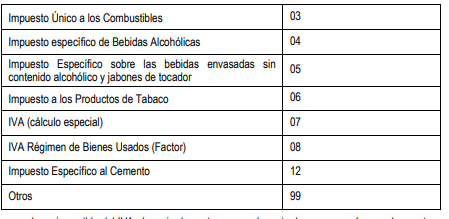 Impuesto Único a los Combustibles 03
Impuesto específico de Bebidas Alcohólicas 04
Impuesto Específico sobre las bebidas envasadas sin
contenido alcohólico y jabones de tocador 05
Impuesto a los Productos de Tabaco 06
IVA (cálculo especial) 07
IVA Régimen de Bienes Usados (Factor) 08
Impuesto Específico al Cemento 12
Otros 99